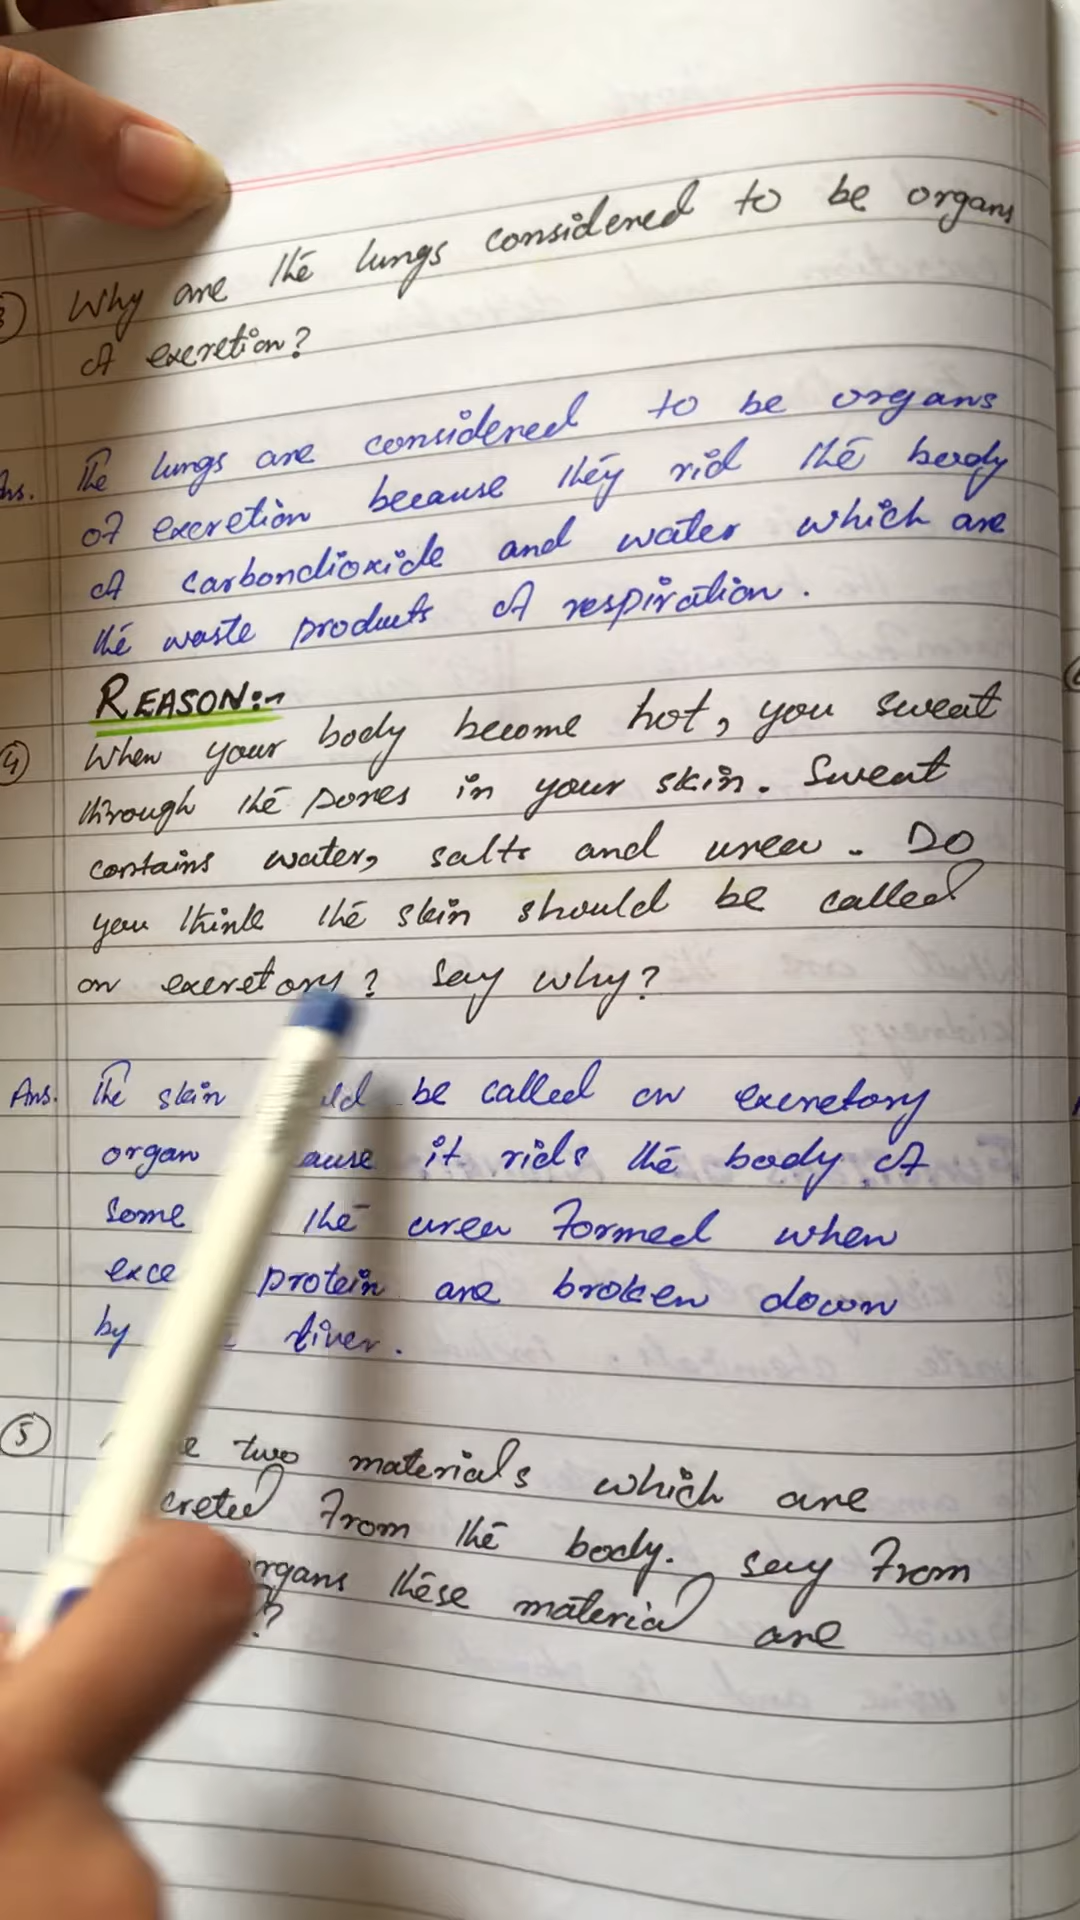 Why are the lungs considered to be organs
of excretion?
Ans. The lungs are considered to be organs
of excretion because they rid the body
of carbondioxide and water which are
the waste products of respiration.
REASON:-
④ When your body become hot, you sweat
through the pores in your skin. Sweat
contains water, salts and urea. Do
you think the skin should be called
an excretory? Say why?
Ans. The skin be called an excretory
organ it rids the body of
some the urea formed when
protein are broken down
by liver.
⑤ two materials which are
from the body. say from
organs these material are
?